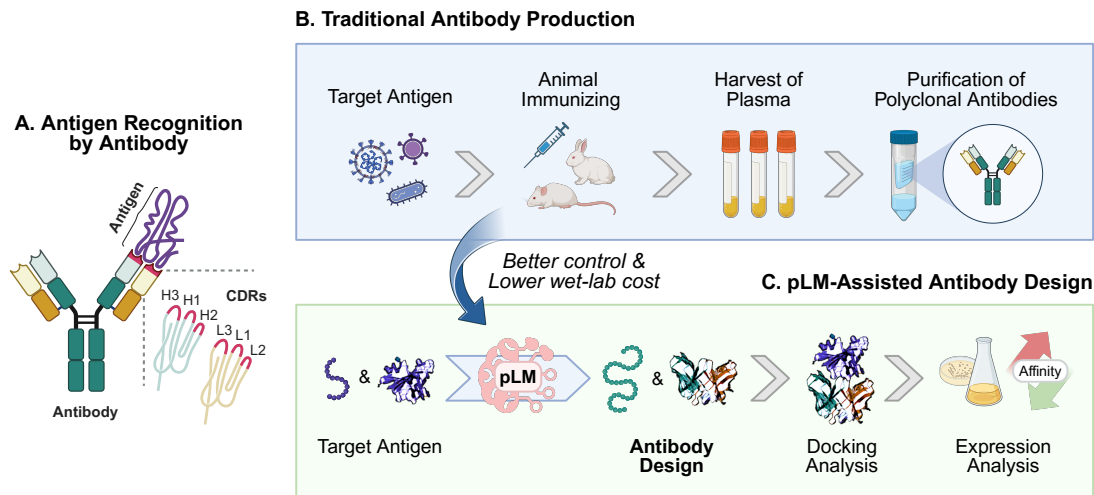 A. Antigen Recognition
by Antibody
Antigen
CDRs
H3
H1
H2
L3
L1
L2
Antibody
B. Traditional Antibody Production
Target Antigen
Animal
Immunizing
Harvest of
Plasma
Purification of
Polyclonal Antibodies
Better control &
Lower wet-lab cost
C. pLM-Assisted Antibody Design
&
pLM
&
Affinity
Target Antigen
Antibody
Design
Docking
Analysis
Expression
Analysis